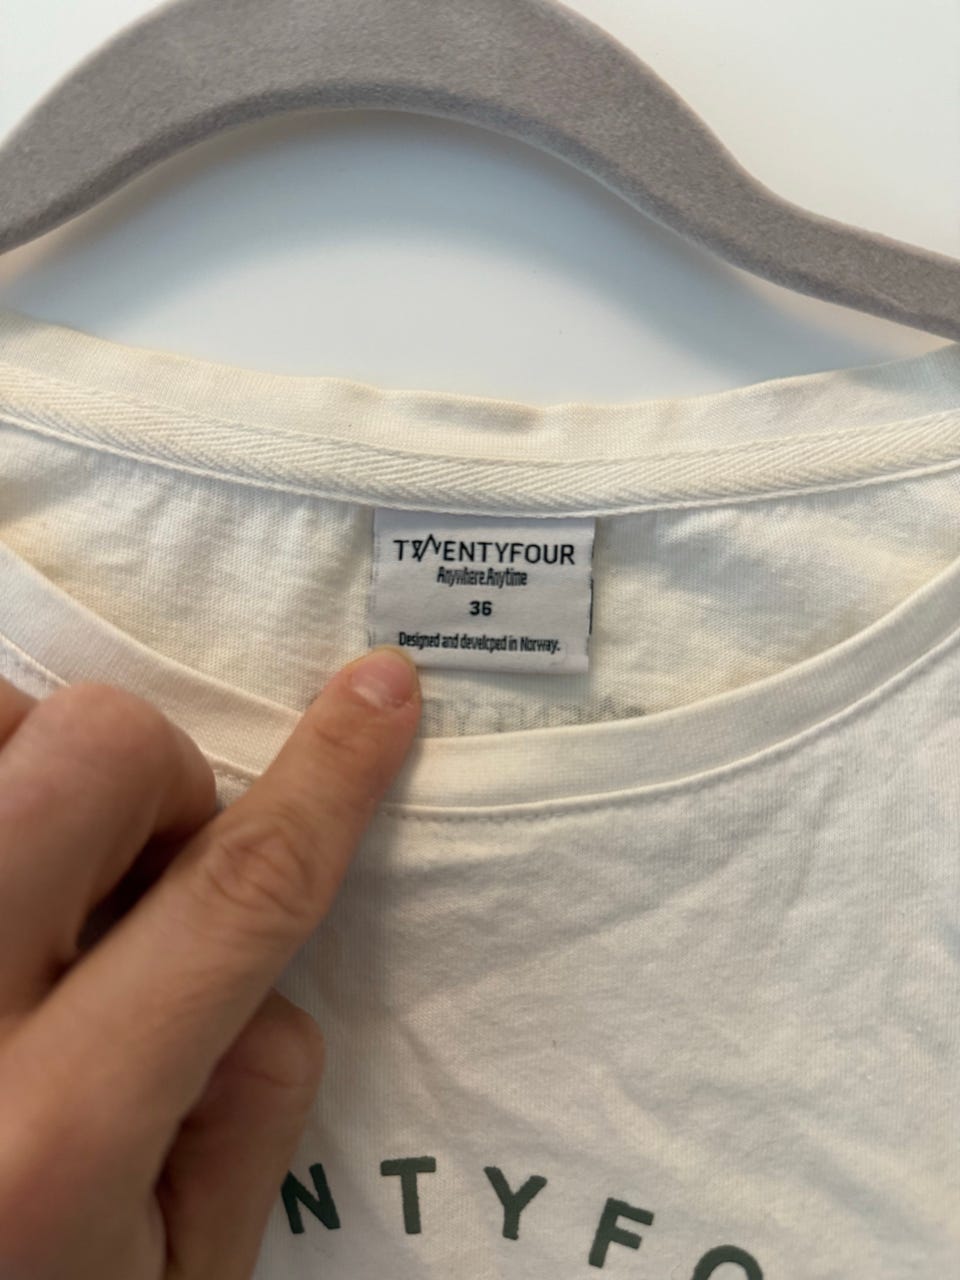 TWENTYFOUR
Anywhere.Anytime
36
Designed and developed in Norway.
NTYFO